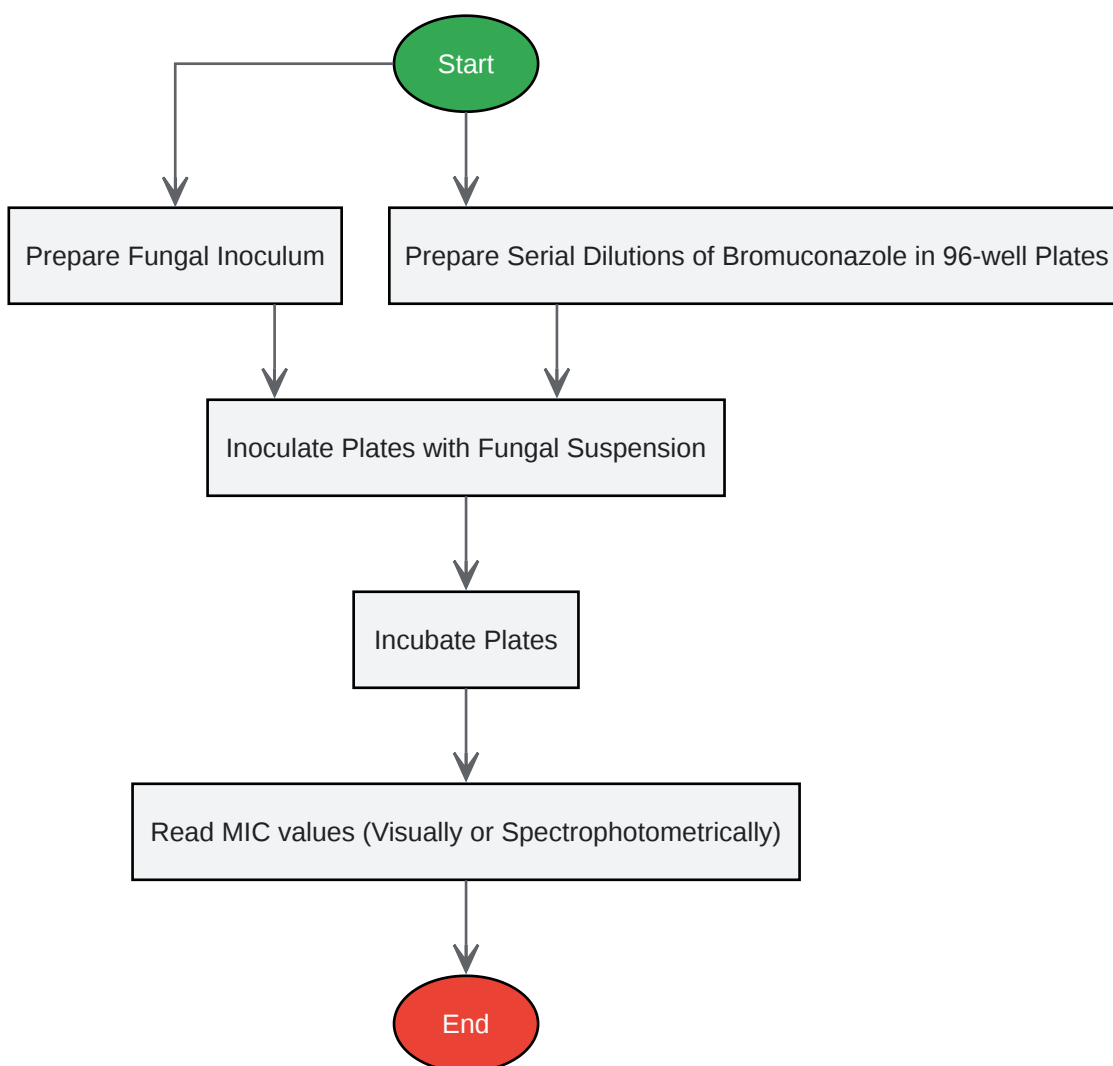 Start
Prepare Fungal Inoculum
Prepare Serial Dilutions of Bromuconazole in 96-well Plates
Inoculate Plates with Fungal Suspension
Incubate Plates
Read MIC values (Visually or Spectrophotometrically)
End